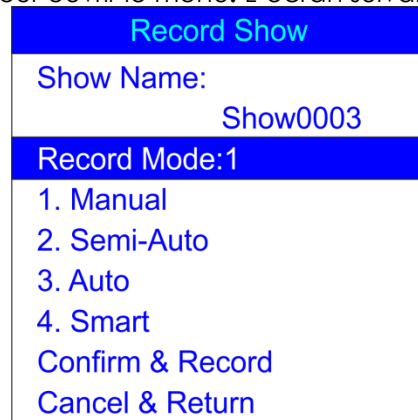 Record Show
Show Name:
Show0003
Record Mode:1
1. Manual
2. Semi-Auto
3. Auto
4. Smart
Confirm & Record
Cancel & Return